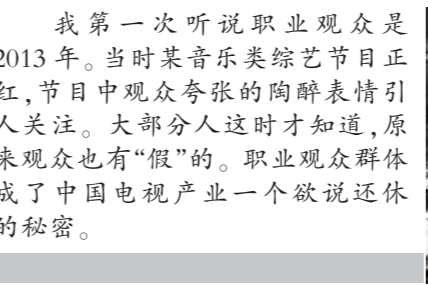 我第一次听说职业观众是
2013年。当时某音乐类综艺节目正
红,节目中观众夸张的陶醉表情引
人关注。大部分人这时才知道,原
来观众也有“假”的。职业观众群体
成了中国电视产业一个欲说还休
的秘密。